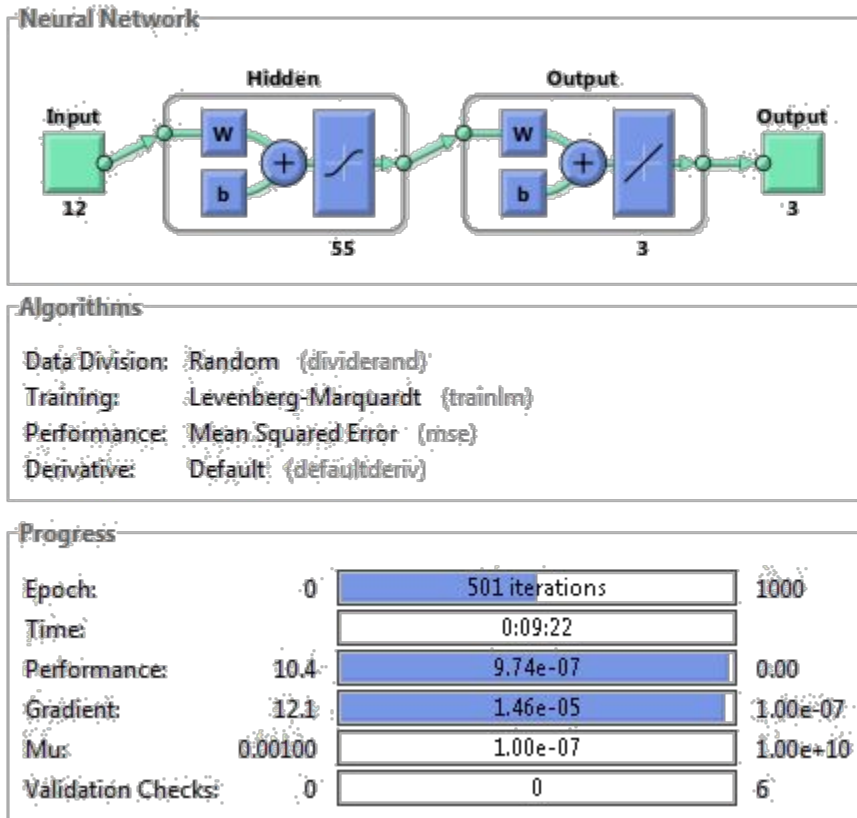 Neural Network
Hidden
Output
Input
Output
W
W
+
+
b
b
12
3
55
3
Algorithms
Data Division: Random (dividerand)
Training: Levenberg-Marquardt (trainlm)
Performance: Mean Squared Error (mse)
Derivative: Default (defaultderiv)
Progress
Epoch: 0 501 iterations 1000
Time: 0:09:22
Performance: 10.4 9.74e-07 0.00
Gradient: 12.1 1.46e-05 1.00e-07
Mu: 0.00100 1.00e-07 1.00e+10
Validation Checks: 0 0 6